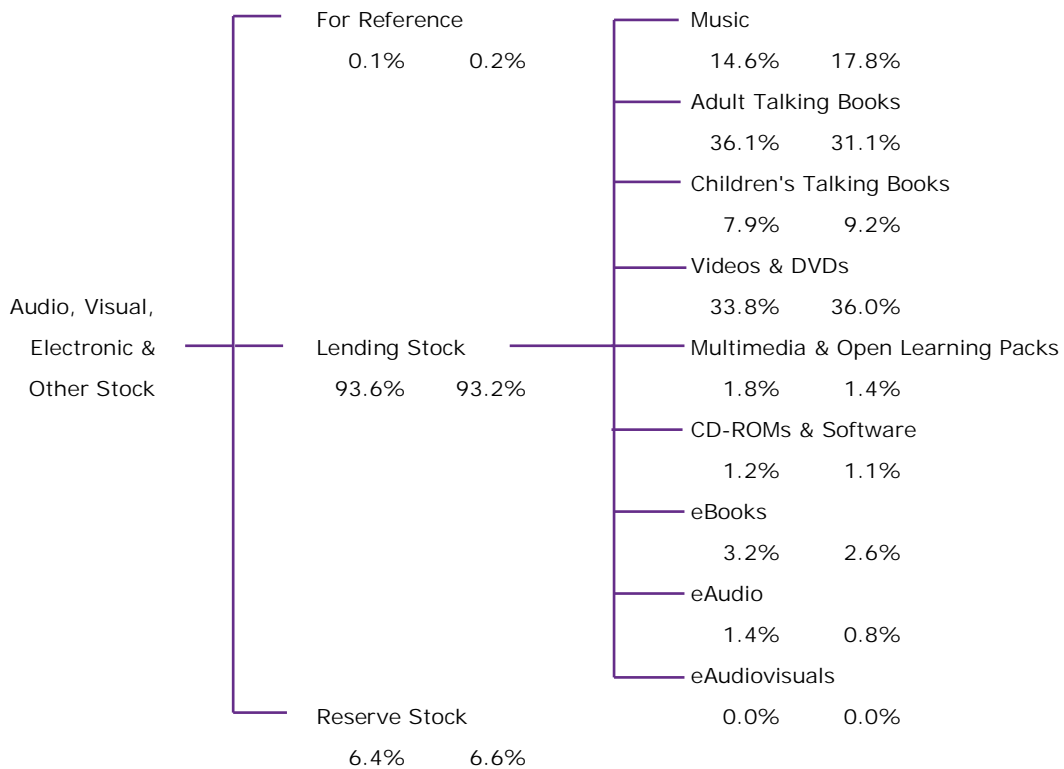 For Reference
0.1% 0.2%
Audio, Visual,
Electronic &
Other Stock
Lending Stock
93.6% 93.2%
Reserve Stock
6.4% 6.6%
Music
14.6% 17.8%
Adult Talking Books
36.1% 31.1%
Children's Talking Books
7.9% 9.2%
Videos & DVDs
33.8% 36.0%
Multimedia & Open Learning Packs
1.8% 1.4%
CD-ROMs & Software
1.2% 1.1%
eBooks
3.2% 2.6%
eAudio
1.4% 0.8%
eAudiovisuals
0.0% 0.0%